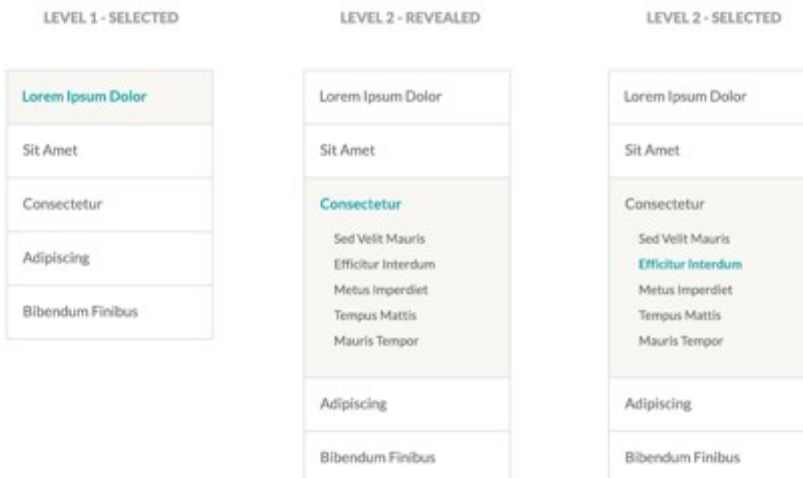 LEVEL 1 - SELECTED
Lorem Ipsum Dolor
Sit Amet
Consectetur
Adipiscing
Bibendum Finibus
LEVEL 2 - REVEALED
Lorem Ipsum Dolor
Sit Amet
Consectetur
Sed Velit Mauris
Efficitur Interdum
Metus Imperdiet
Tempus Mattis
Mauris Tempor
Adipiscing
Bibendum Finibus
LEVEL 2 - SELECTED
Lorem Ipsum Dolor
Sit Amet
Consectetur
Sed Velit Mauris
Efficitur Interdum
Metus Imperdiet
Tempus Mattis
Mauris Tempor
Adipiscing
Bibendum Finibus